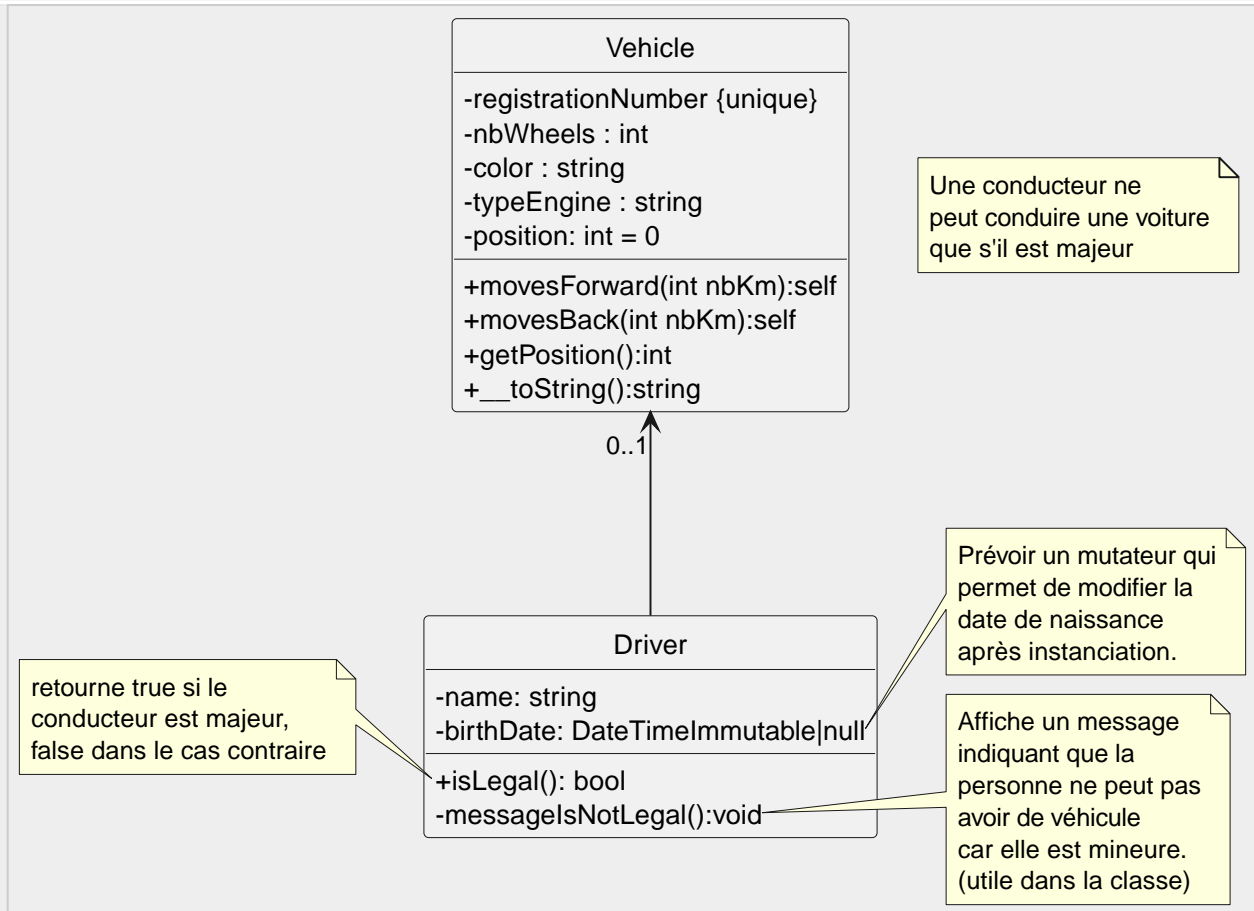 Vehicle
-registrationNumber {unique}
-nbWheels : int
-color : string
-typeEngine : string
-position: int = 0
+movesForward(int nbKm):self
+movesBack(int nbKm):self
+getPosition():int
+__toString():string
Une conducteur ne
peut conduire une voiture
que s'il est majeur
0..1
Prévoir un mutateur qui
permet de modifier la
date de naissance
après instanciation.
Driver
-name: string
-birthDate: DateTimeImmutable|null
+isLegal(): bool
-messageIsNotLegal():void
retourne true si le
conducteur est majeur,
false dans le cas contraire
Affiche un message
indiquant que la
personne ne peut pas
avoir de véhicule
car elle est mineure.
(utile dans la classe)